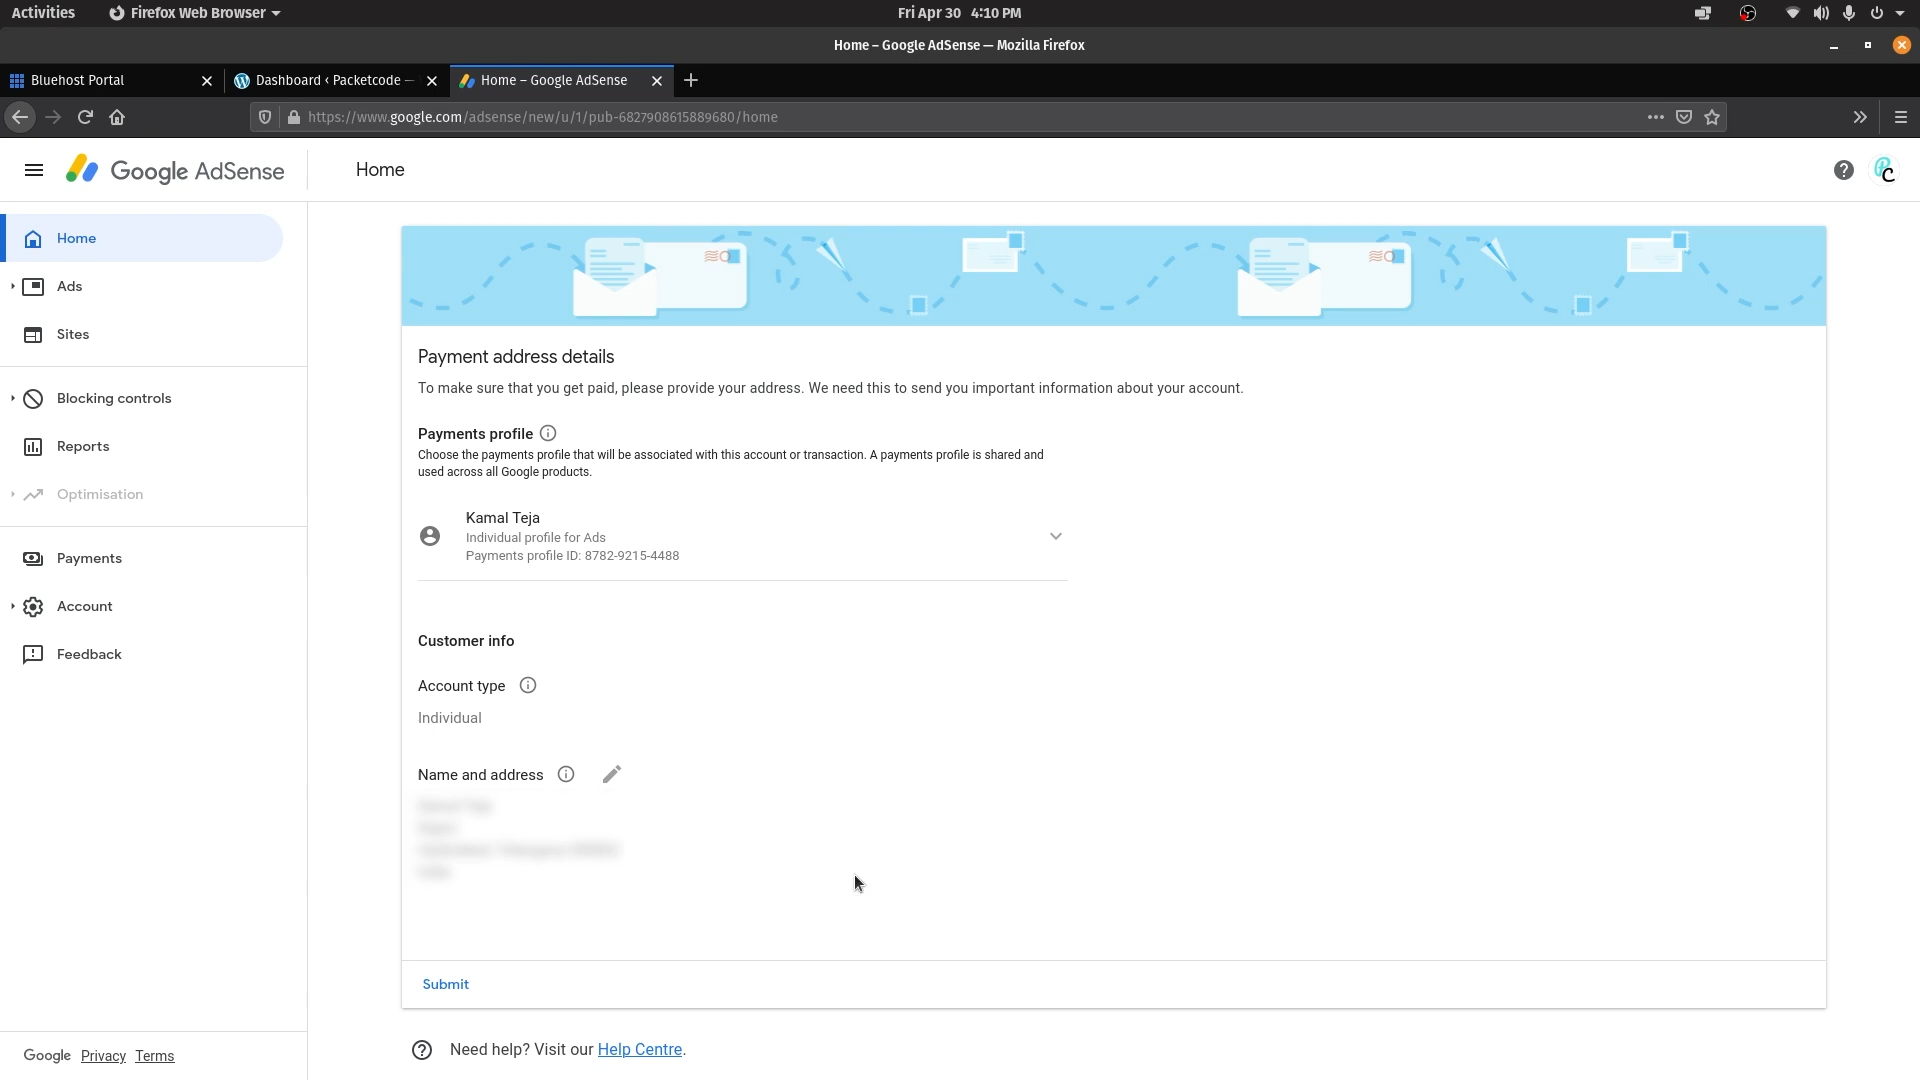 Activities
Firefox Web Browser
Fri Apr 30 4:10 PM
Home – Google AdSense — Mozilla Firefox
Bluehost Portal
Dashboard ‹ Packetcode —
Home – Google AdSense
https://www.google.com/adsense/new/u/1/pub-6827908615889680/home
Google AdSense
Home
Home
Ads
Sites
Blocking controls
Reports
Optimisation
Payments
Account
Feedback
Google Privacy Terms
Payment address details
To make sure that you get paid, please provide your address. We need this to send you important information about your account.
Payments profile
Choose the payments profile that will be associated with this account or transaction. A payments profile is shared and
used across all Google products.
Kamal Teja
Individual profile for Ads
Payments profile ID: 8782-9215-4488
Customer info
Account type
Individual
Name and address
Submit
Need help? Visit our Help Centre.